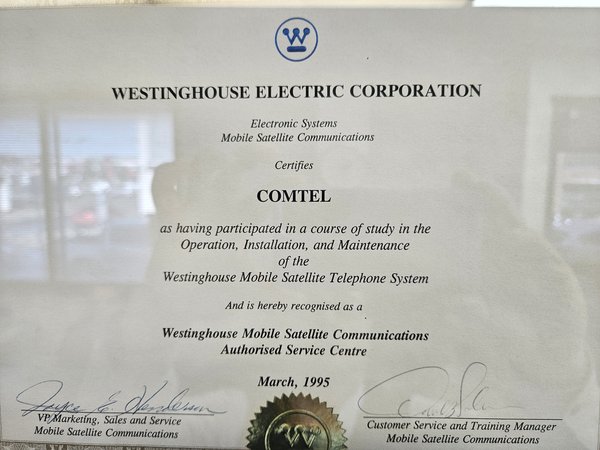 WESTINGHOUSE ELECTRIC CORPORATION
Electronic Systems
Mobile Satellite Communications
Certifies
COMTEL
as having participated in a course of study in the
Operation, Installation, and Maintenance
of the
Westinghouse Mobile Satellite Telephone System
And is hereby recognised as a
Westinghouse Mobile Satellite Communications
Authorised Service Centre
March, 1995
Joyce E Henderson
VP Marketing, Sales and Service
Mobile Satellite Communications
Customer Service and Training Manager
Mobile Satellite Communications